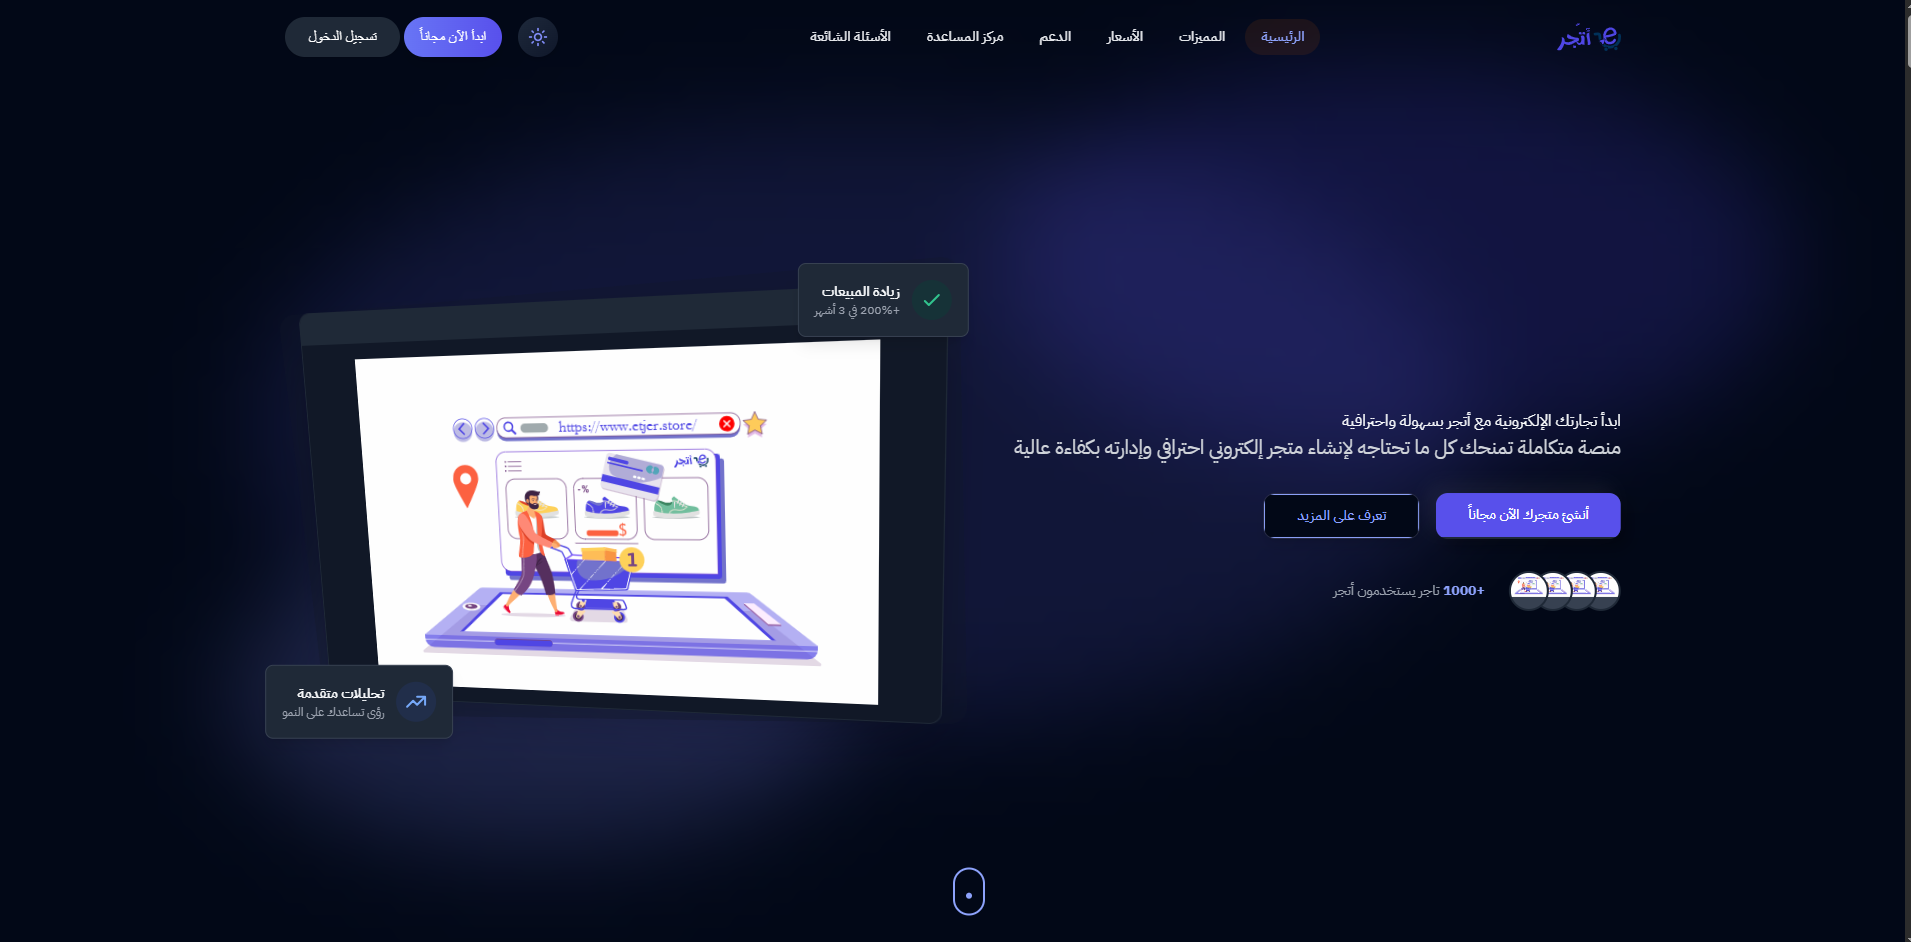 أتجر
الرئيسية
المميزات
الأسعار
الدعم
مركز المساعدة
الأسئلة الشائعة
ابدأ الآن مجاناً
تسجيل الدخول
ابدأ تجارتك الإلكترونية مع أتجر بسهولة واحترافية
منصة متكاملة تمنحك كل ما تحتاجه لإنشاء متجر إلكتروني احترافي وإدارته بكفاءة عالية
أنشئ متجرك الآن مجاناً
تعرف على المزيد
+1000 تاجر يستخدمون أتجر
زيادة المبيعات
+200% في 3 أشهر
https://www.etjer.store/
أتجر
-%
$
1
تحليلات متقدمة
رؤى تساعدك على النمو